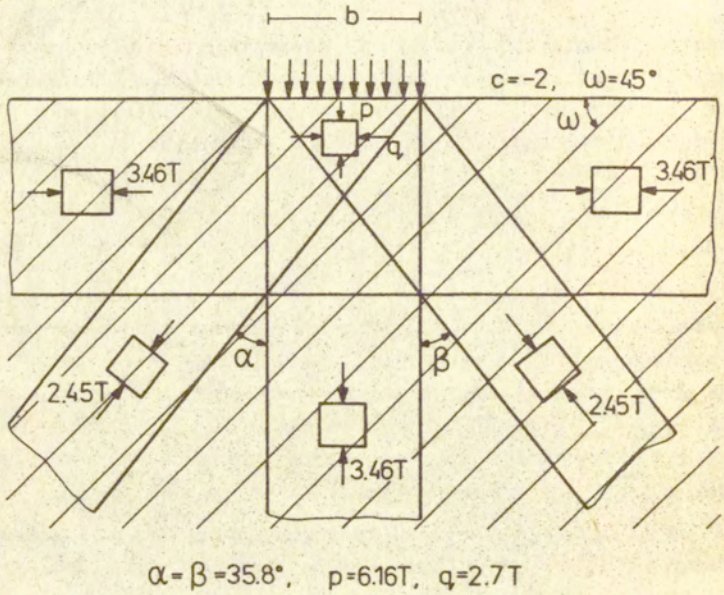 b
c=-2, ω=45°
ω
p
q
3.46T
3.46T
α
β
2.45T
2.45T
3.46T
α=β=35.8°, p=6.16T, q=2.7T